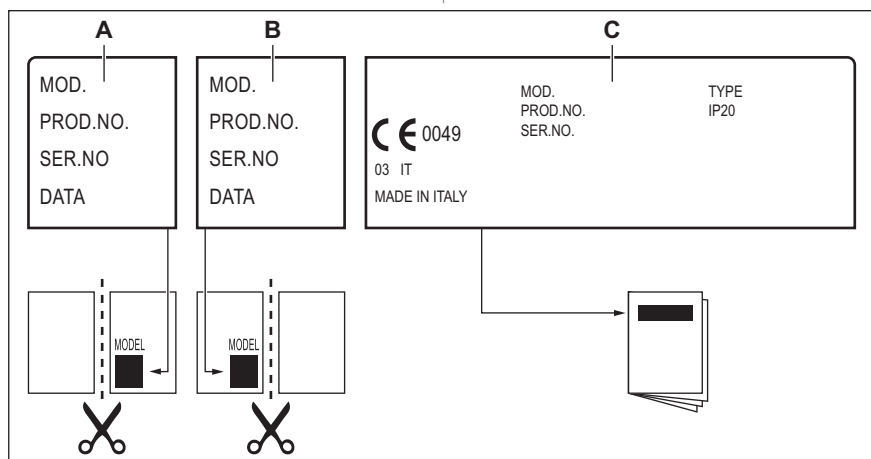 A
B
C
MOD.
PROD.NO.
SER.NO
DATA
MOD.
PROD.NO.
SER.NO
DATA
MOD.
PROD.NO.
SER.NO.
TYPE
IP20
CE 0049
03 IT
MADE IN ITALY
MODEL
MODEL